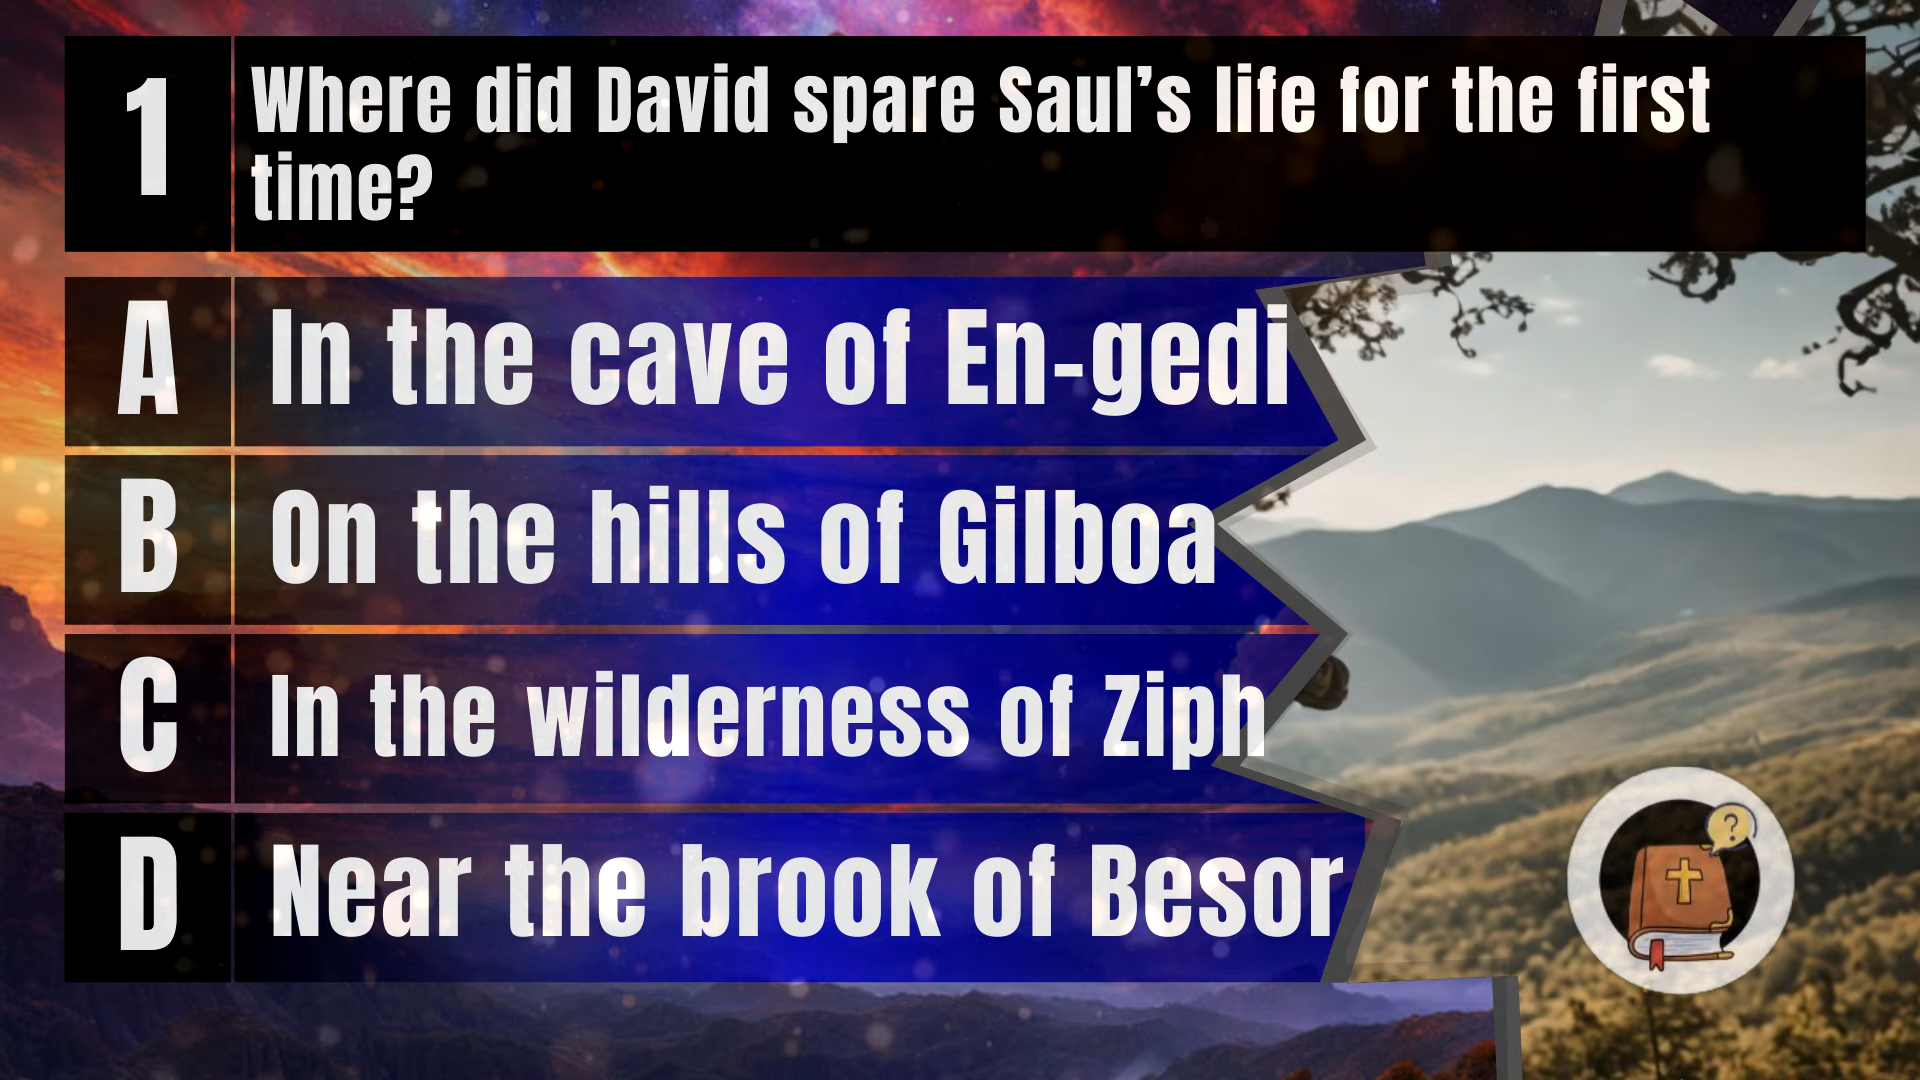 1
Where did David spare Saul’s life for the first
time?
A
In the cave of En-gedi
B
On the hills of Gilboa
C
In the wilderness of Ziph
D
Near the brook of Besor
?